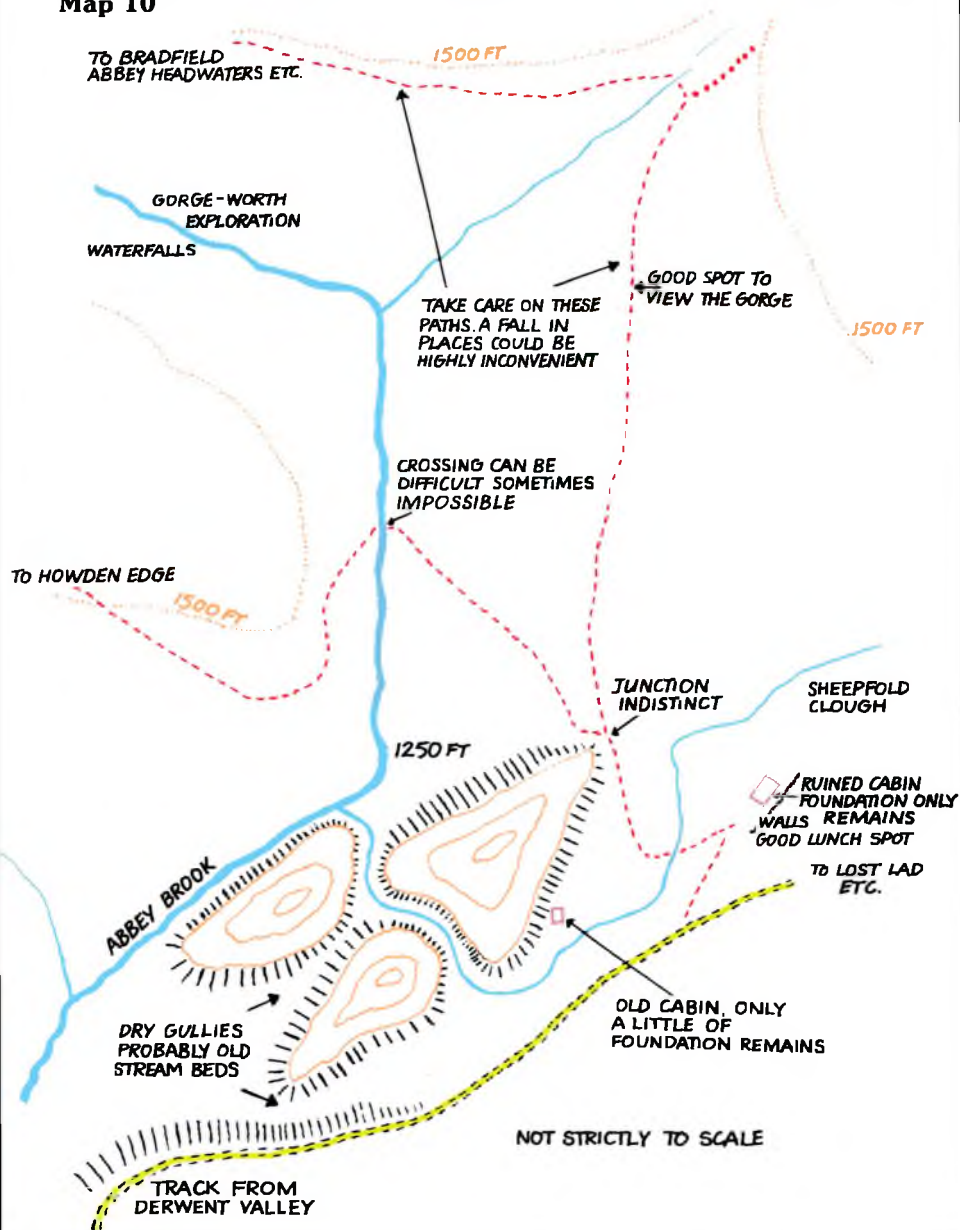 Map 10
TO BRADFIELD
ABBEY HEADWATERS ETC.
1500 FT
GORGE-WORTH
EXPLORATION
WATERFALLS
TAKE CARE ON THESE
PATHS. A FALL IN
PLACES COULD BE
HIGHLY INCONVENIENT
GOOD SPOT TO
VIEW THE GORGE
1500 FT
CROSSING CAN BE
DIFFICULT SOMETIMES
IMPOSSIBLE
TO HOWDEN EDGE
1500 FT
JUNCTION
INDISTINCT
SHEEPFOLD
CLOUGH
1250 FT
RUINED CABIN
FOUNDATION ONLY
REMAINS
WALLS
GOOD LUNCH SPOT
TO LOST LAD
ETC.
ABBEY BROOK
OLD CABIN, ONLY
A LITTLE OF
FOUNDATION REMAINS
DRY GULLIES
PROBABLY OLD
STREAM BEDS
NOT STRICTLY TO SCALE
TRACK FROM
DERWENT VALLEY